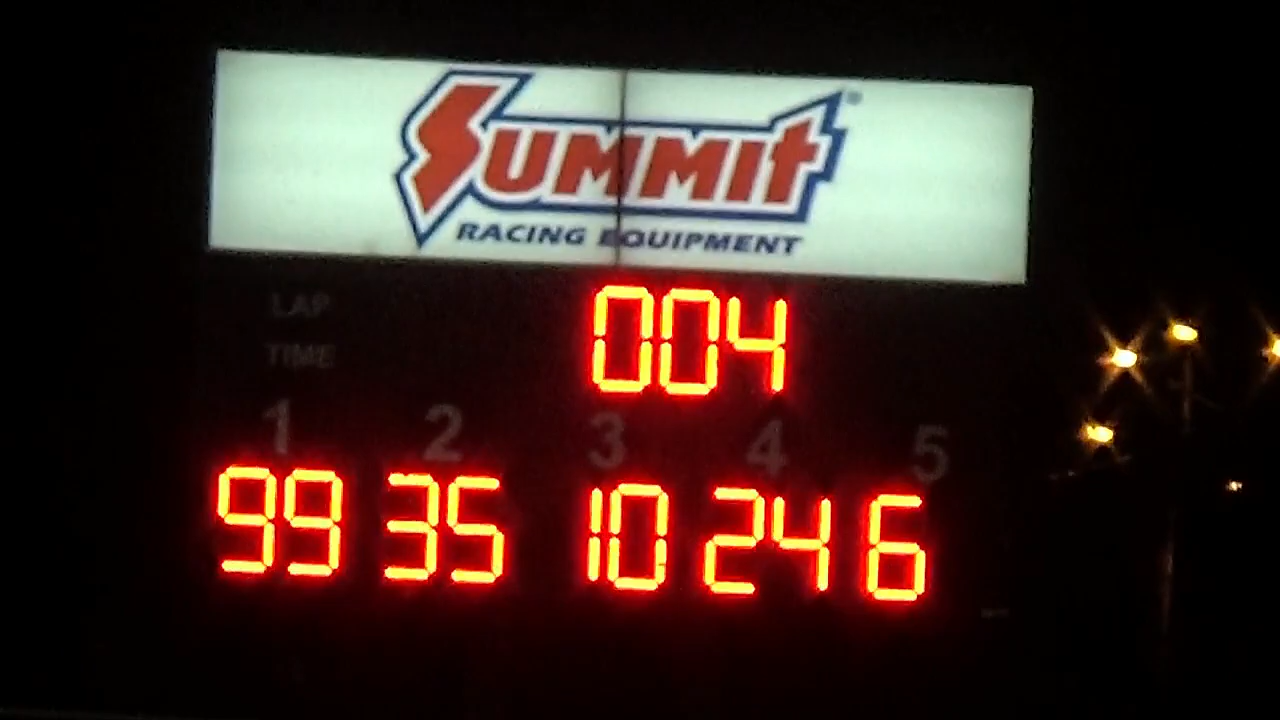 Summit®
RACING EQUIPMENT
LAP
TIME
004
1 2 3 4 5
99 35 10 24 6